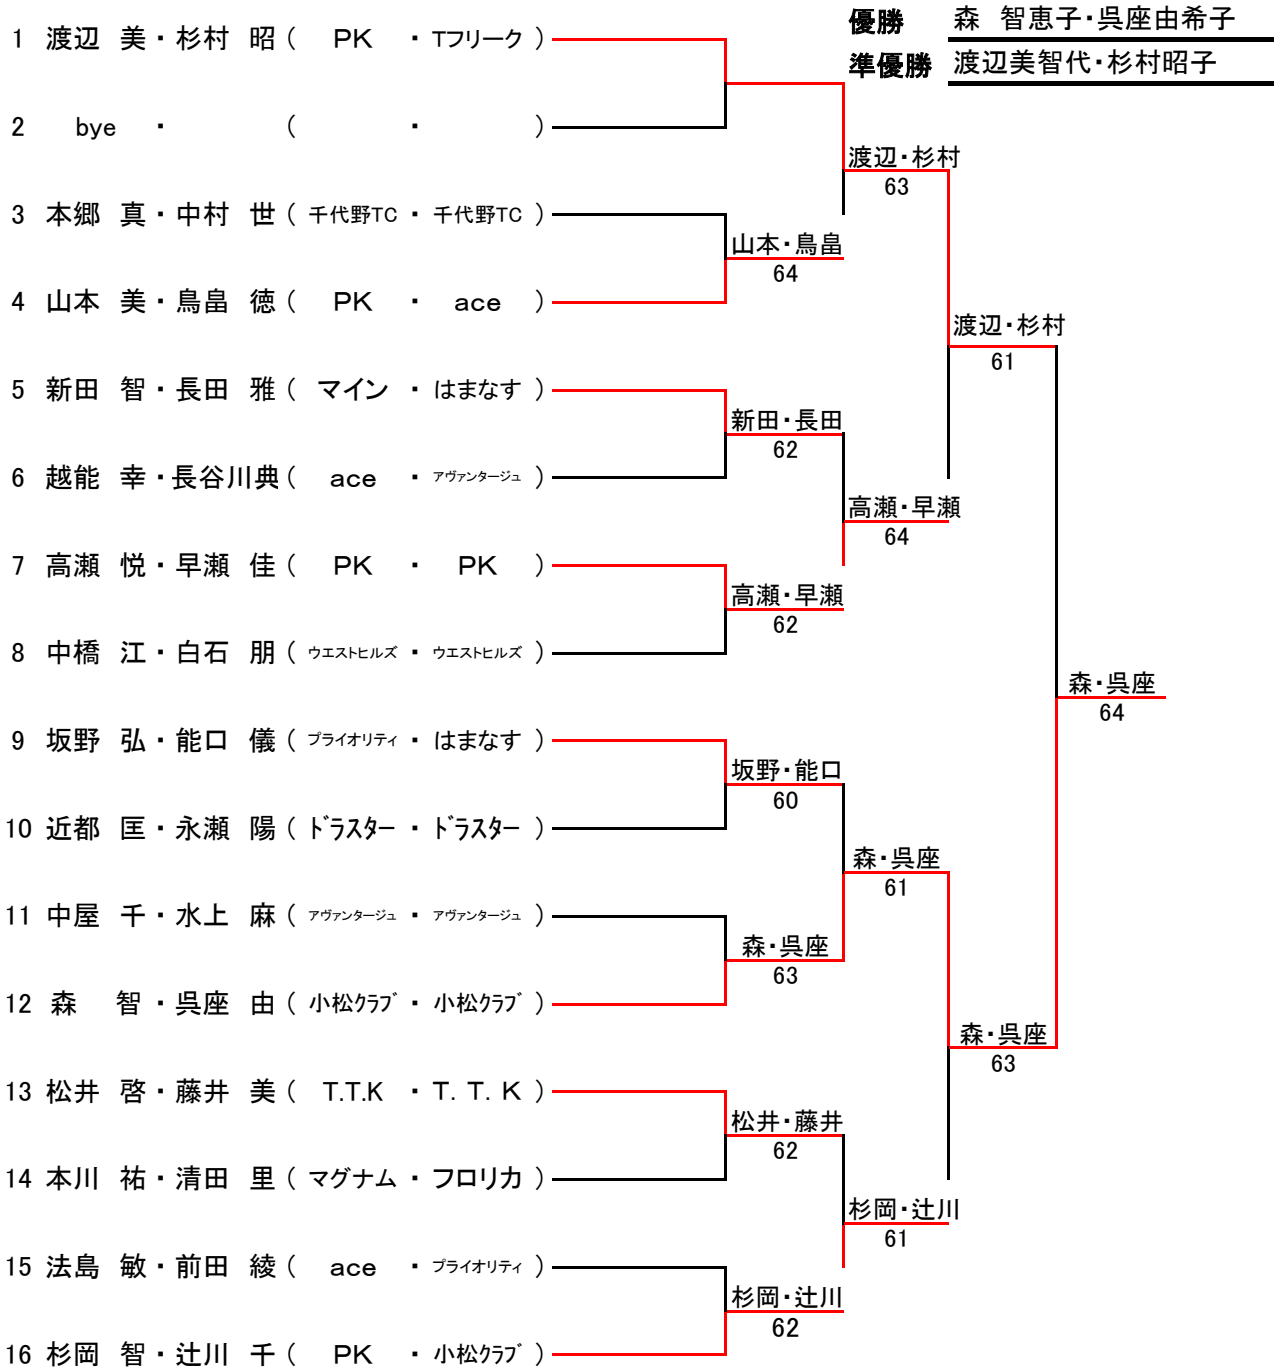 優勝 森 智恵子・呉座由希子
準優勝 渡辺美智代・杉村昭子
1 渡辺 美・杉村 昭（ PK ・ Tフリーク ）
2 bye ・ （ ・ ）
3 本郷 真・中村 世（ 千代野TC ・ 千代野TC ）
4 山本 美・鳥畠 徳（ PK ・ ace ）
5 新田 智・長田 雅（ マイン ・ はまなす ）
6 越能 幸・長谷川典（ ace ・ アヴァンタージュ ）
7 高瀬 悦・早瀬 佳（ PK ・ PK ）
8 中橋 江・白石 朋（ ウエストヒルズ ・ ウエストヒルズ ）
9 坂野 弘・能口 儀（ プライオリティ ・ はまなす ）
10 近都 匡・永瀬 陽（ ﾄﾞﾗｽﾀｰ ・ ﾄﾞﾗｽﾀｰ ）
11 中屋 千・水上 麻（ アヴァンタージュ ・ アヴァンタージュ ）
12 森 智・呉座 由（ 小松ｸﾗﾌﾞ ・ 小松ｸﾗﾌﾞ ）
13 松井 啓・藤井 美（ T.T.K ・ T. T. K ）
14 本川 祐・清田 里（ マグナム ・ フロリカ ）
15 法島 敏・前田 綾（ ace ・ プライオリティ ）
16 杉岡 智・辻川 千（ PK ・ 小松ｸﾗﾌﾞ ）
山本・鳥畠
64
新田・長田
62
高瀬・早瀬
62
坂野・能口
60
森・呉座
63
松井・藤井
62
杉岡・辻川
62
渡辺・杉村
63
高瀬・早瀬
64
森・呉座
61
杉岡・辻川
61
渡辺・杉村
61
森・呉座
63
森・呉座
64